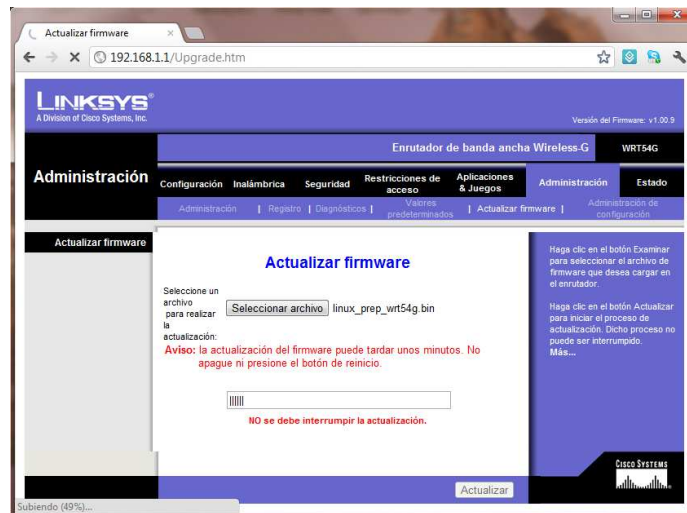 Actualizar firmware
192.168.1.1/Upgrade.htm
LINKSYS®
A Division of Cisco Systems, Inc.
Versión del Firmware: v1.00.9
Enrutador de banda ancha Wireless-G
WRT54G
Administración
Configuración
Inalámbrica
Seguridad
Restricciones de
acceso
Aplicaciones
& Juegos
Administración
Estado
Administración
| Registro
| Diagnósticos |
Valores
predeterminados
| Actualizar firmware |
Administración de
configuración
Actualizar firmware
Actualizar firmware
Seleccione un
archivo
para realizar
la
actualización:
Seleccionar archivo
linux_prep_wrt54g.bin
Aviso: la actualización del firmware puede tardar unos minutos. No
apague ni presione el botón de reinicio.
NO se debe interrumpir la actualización.
Haga clic en el botón Examinar
para seleccionar el archivo de
firmware que desea cargar en
el enrutador.
Haga clic en el botón Actualizar
para iniciar el proceso de
actualización. Dicho proceso no
puede ser interrumpido.
Más...
Actualizar
CISCO SYSTEMS
Subiendo (49%)...